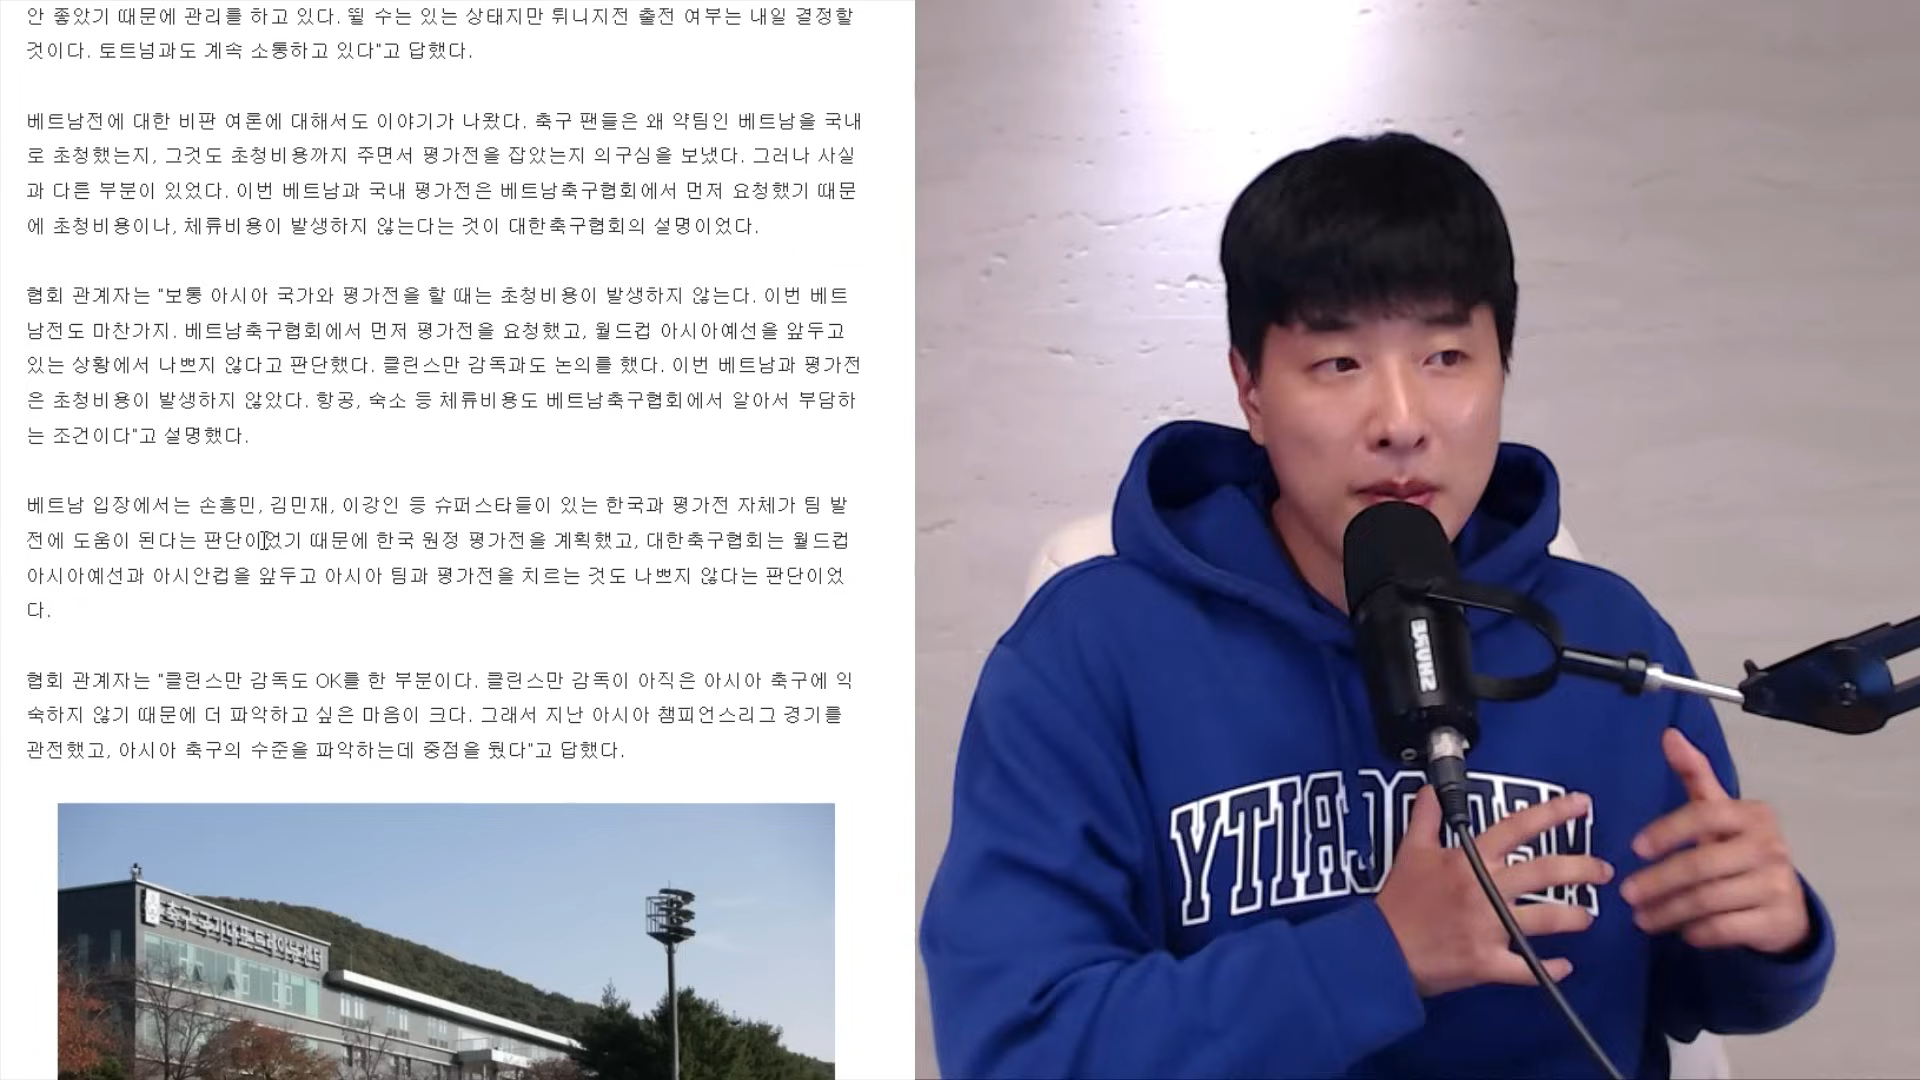 안 좋았기 때문에 관리를 하고 있다. 뛸 수는 있는 상태지만 튀니지전 출전 여부는 내일 결정할
것이다. 토트넘과도 계속 소통하고 있다"고 답했다.
베트남전에 대한 비판 여론에 대해서도 이야기가 나왔다. 축구 팬들은 왜 약팀인 베트남을 국내
로 초청했는지, 그것도 초청비용까지 주면서 평가전을 잡았는지 의구심을 보냈다. 그러나 사실
과 다른 부분이 있었다. 이번 베트남과 국내 평가전은 베트남축구협회에서 먼저 요청했기 때문
에 초청비용이나, 체류비용이 발생하지 않는다는 것이 대한축구협회의 설명이었다.
협회 관계자는 "보통 아시아 국가와 평가전을 할 때는 초청비용이 발생하지 않는다. 이번 베트
남전도 마찬가지. 베트남축구협회에서 먼저 평가전을 요청했고, 월드컵 아시아예선을 앞두고
있는 상황에서 나쁘지 않다고 판단했다. 클린스만 감독과도 논의를 했다. 이번 베트남과 평가전
은 초청비용이 발생하지 않았다. 항공, 숙소 등 체류비용도 베트남축구협회에서 알아서 부담하
는 조건이다"고 설명했다.
베트남 입장에서는 손흥민, 김민재, 이강인 등 슈퍼스타들이 있는 한국과 평가전 자체가 팀 발
전에 도움이 된다는 판단이었기 때문에 한국 원정 평가전을 계획했고, 대한축구협회는 월드컵
아시아예선과 아시안컵을 앞두고 아시아 팀과 평가전을 치르는 것도 나쁘지 않다는 판단이었
다.
협회 관계자는 "클린스만 감독도 OK를 한 부분이다. 클린스만 감독이 아직은 아시아 축구에 익
숙하지 않기 때문에 더 파악하고 싶은 마음이 크다. 그래서 지난 아시아 챔피언스리그 경기를
관전했고, 아시아 축구의 수준을 파악하는데 중점을 뒀다"고 답했다.
축구국가대표트레이닝센터
SHURE